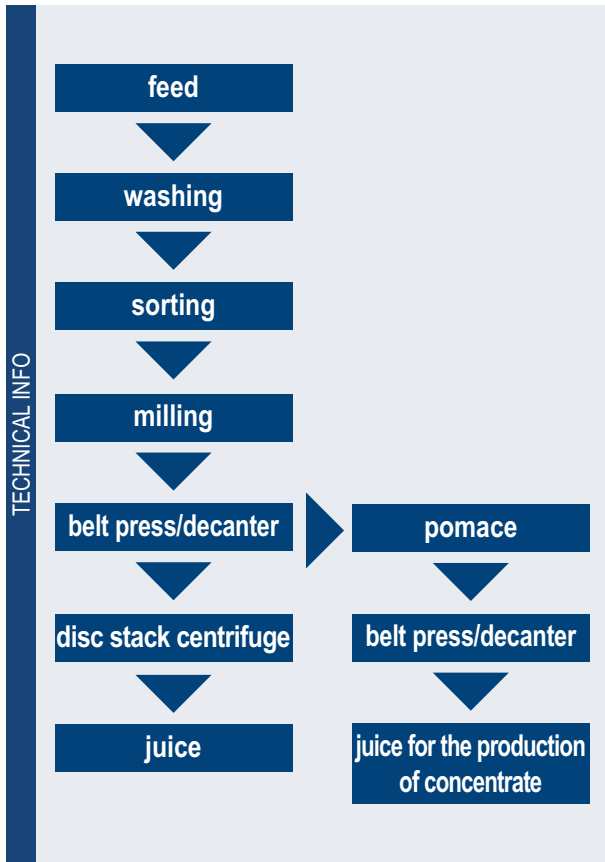 TECHNICAL INFO
feed
washing
sorting
milling
belt press/decanter
disc stack centrifuge
juice
pomace
belt press/decanter
juice for the production
of concentrate